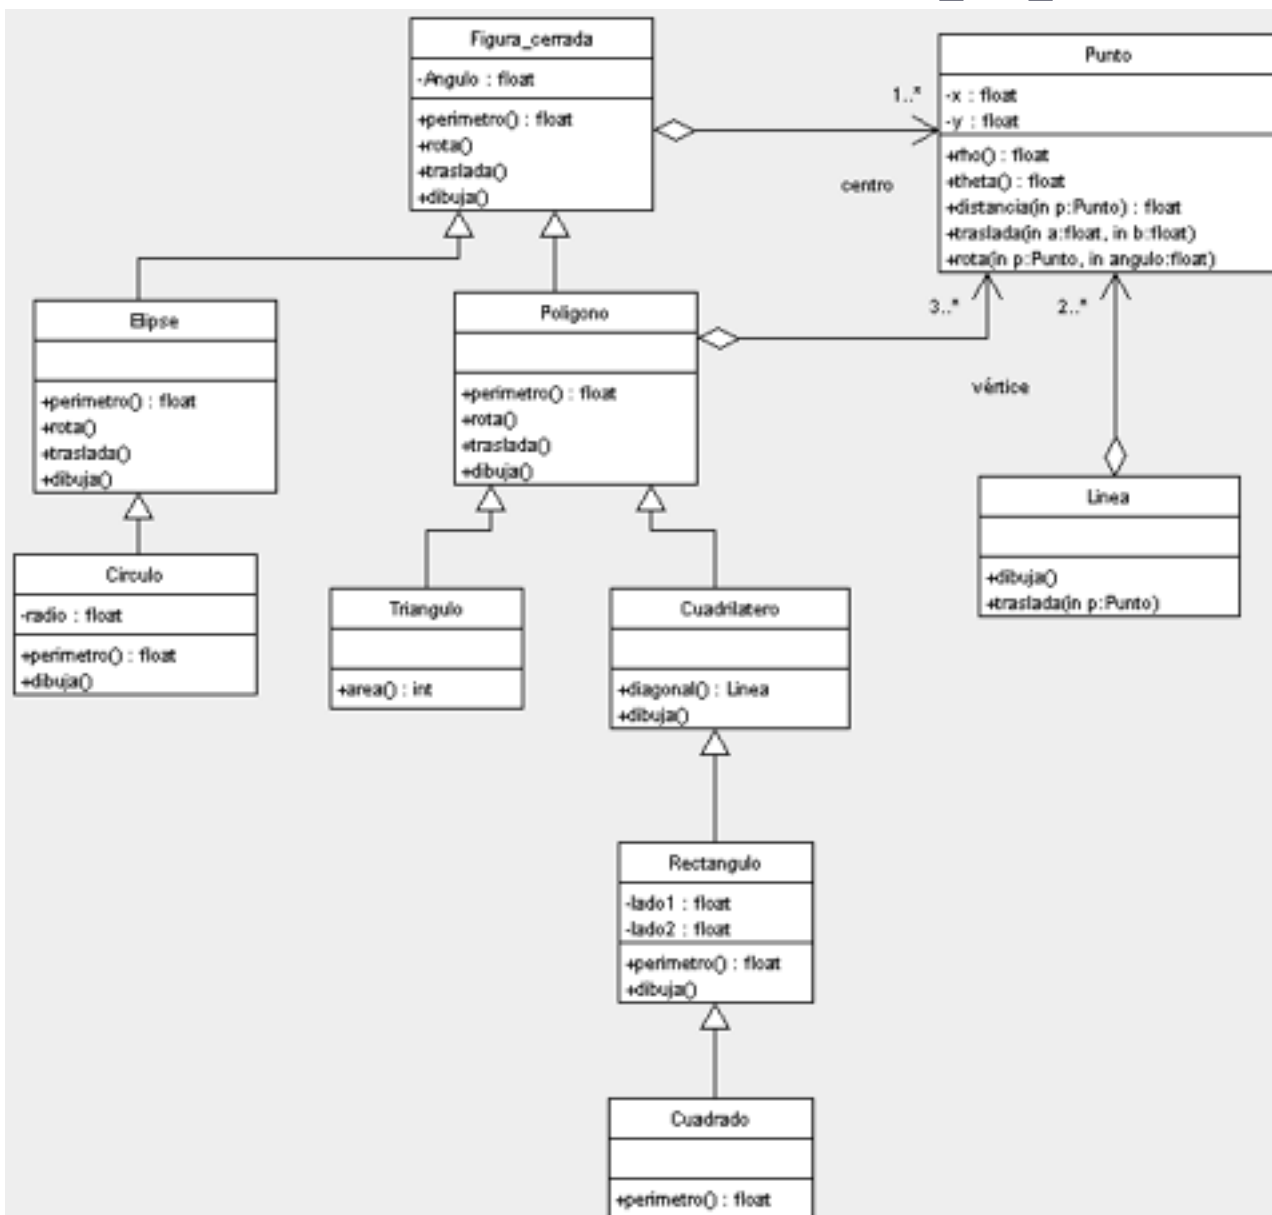 Figura_cerrada
-Angulo : float
+perimetro() : float
+rota()
+traslada()
+dibuja()
Punto
-x : float
-y : float
+rho() : float
+theta() : float
+distancia(in p:Punto) : float
+traslada(in a:float, in b:float)
+rota(in p:Punto, in angulo:float)
1..*
centro
Elipse
+perimetro() : float
+rota()
+traslada()
+dibuja()
Poligono
+perimetro() : float
+rota()
+traslada()
+dibuja()
3..*
2..*
vértice
Linea
+dibuja()
+traslada(in p:Punto)
Circulo
-radio : float
+perimetro() : float
+dibuja()
Triangulo
+area() : int
Cuadrilatero
+diagonal() : Linea
+dibuja()
Rectangulo
-lado1 : float
-lado2 : float
+perimetro() : float
+dibuja()
Cuadrado
+perimetro() : float